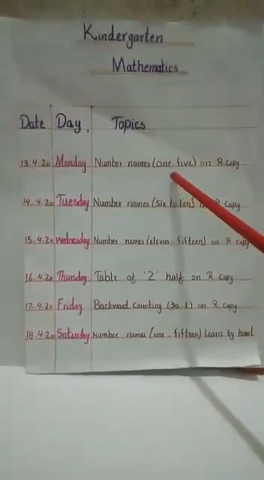 Kindergarten
Mathematics
Date Day, Topics
13.4.20 Monday Number names (one-five) on R copy
14.4.20 Tuesday Number names (six to ten) R copy
15.4.20 Wednesday Number names (eleven-fifteen) on R copy
16.4.20 Thursday Table of "2" half on R copy
17.4.20 Friday Backward Counting (30-1) on R copy
18.4.20 Saturday Number names (one-fifteen) Learn by heart.